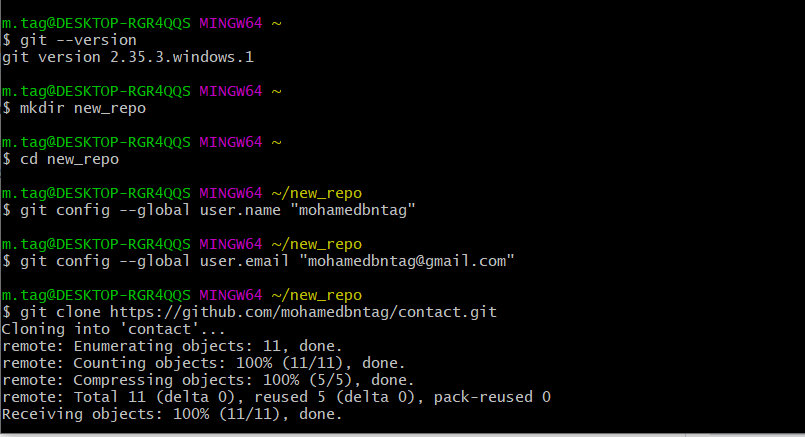 m.tag@DESKTOP-RGR4QQS MINGW64 ~
$ git --version
git version 2.35.3.windows.1
m.tag@DESKTOP-RGR4QQS MINGW64 ~
$ mkdir new_repo
m.tag@DESKTOP-RGR4QQS MINGW64 ~
$ cd new_repo
m.tag@DESKTOP-RGR4QQS MINGW64 ~/new_repo
$ git config --global user.name "mohamedbntag"
m.tag@DESKTOP-RGR4QQS MINGW64 ~/new_repo
$ git config --global user.email "mohamedbntag@gmail.com"
m.tag@DESKTOP-RGR4QQS MINGW64 ~/new_repo
$ git clone https://github.com/mohamedbntag/contact.git
Cloning into 'contact'...
remote: Enumerating objects: 11, done.
remote: Counting objects: 100% (11/11), done.
remote: Compressing objects: 100% (5/5), done.
remote: Total 11 (delta 0), reused 5 (delta 0), pack-reused 0
Receiving objects: 100% (11/11), done.